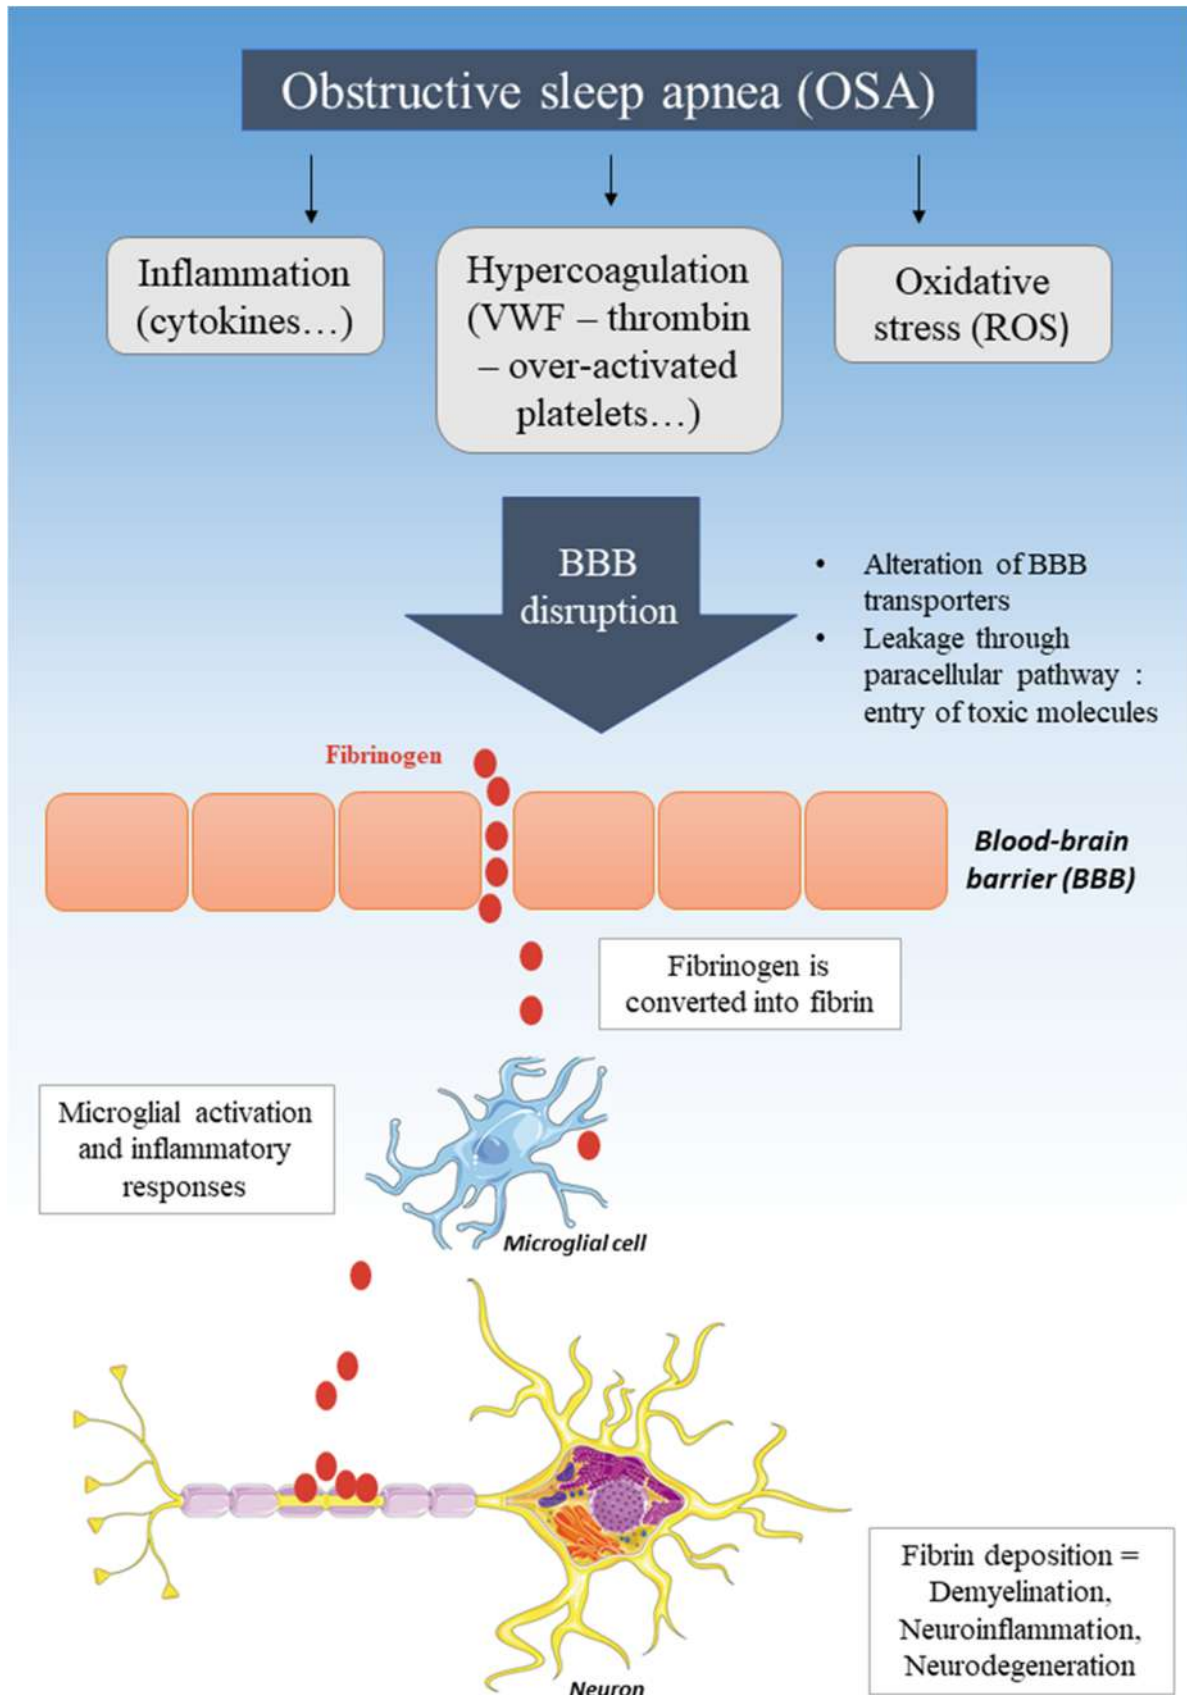 Obstructive sleep apnea (OSA)
Inflammation
(cytokines…)
Hypercoagulation
(VWF – thrombin
– over-activated
platelets…)
Oxidative
stress (ROS)
BBB
disruption
• Alteration of BBB
transporters
• Leakage through
paracellular pathway :
entry of toxic molecules
Fibrinogen
Blood-brain
barrier (BBB)
Fibrinogen is
converted into fibrin
Microglial activation
and inflammatory
responses
Microglial cell
Fibrin deposition =
Demyelination,
Neuroinflammation,
Neurodegeneration
Neuron